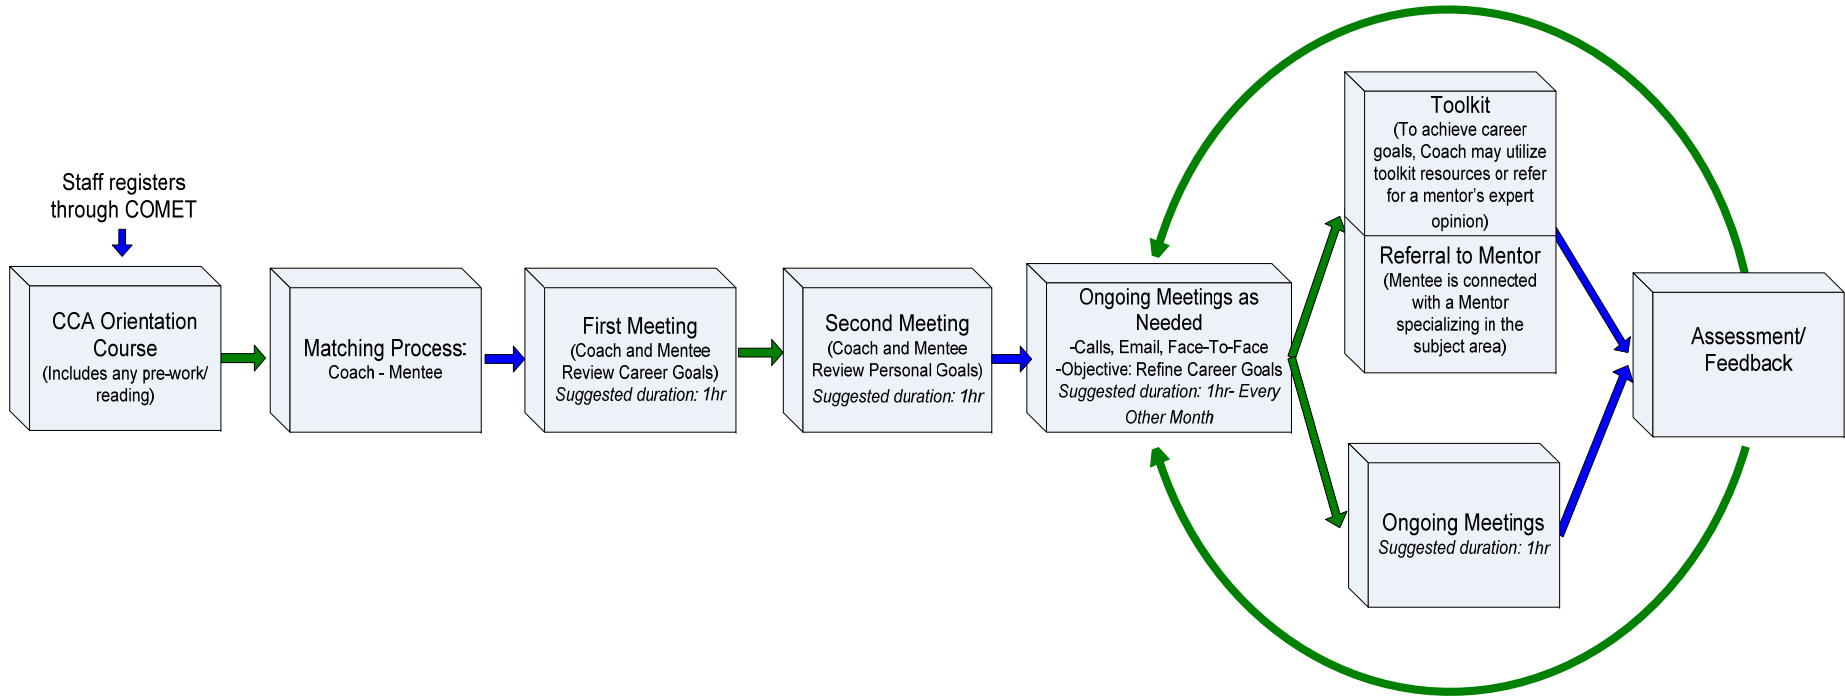 Staff registers
through COMET
CCA Orientation
Course
(Includes any pre-work/
reading)
Matching Process:
Coach - Mentee
First Meeting
(Coach and Mentee
Review Career Goals)
Suggested duration: 1hr
Second Meeting
(Coach and Mentee
Review Personal Goals)
Suggested duration: 1hr
Ongoing Meetings as
Needed
-Calls, Email, Face-To-Face
-Objective: Refine Career Goals
Suggested duration: 1hr- Every
Other Month
Toolkit
(To achieve career
goals, Coach may utilize
toolkit resources or refer
for a mentor’s expert
opinion)
Referral to Mentor
(Mentee is connected
with a Mentor
specializing in the
subject area)
Ongoing Meetings
Suggested duration: 1hr
Assessment/
Feedback